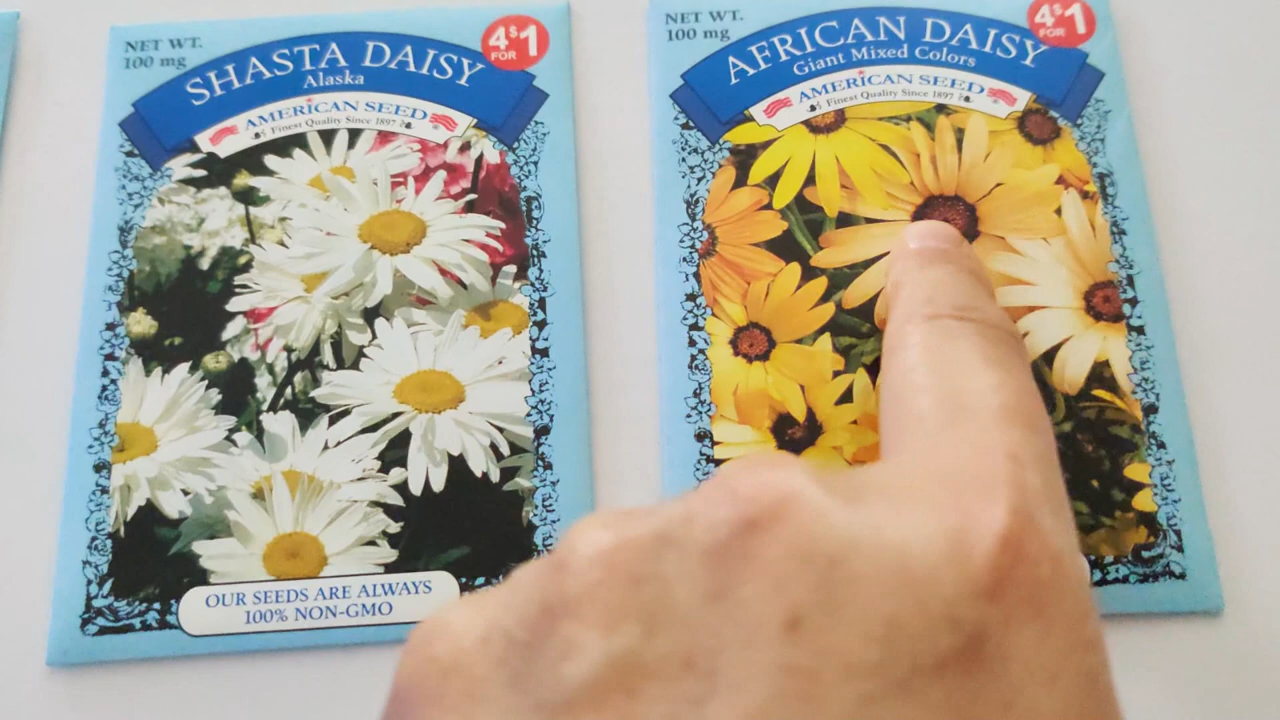 NET WT.
100 mg
4 FOR $1
SHASTA DAISY
Alaska
AMERICAN SEED
Finest Quality Since 1897
OUR SEEDS ARE ALWAYS
100% NON-GMO
NET WT.
100 mg
4 FOR $1
AFRICAN DAISY
Giant Mixed Colors
AMERICAN SEED
Finest Quality Since 1897